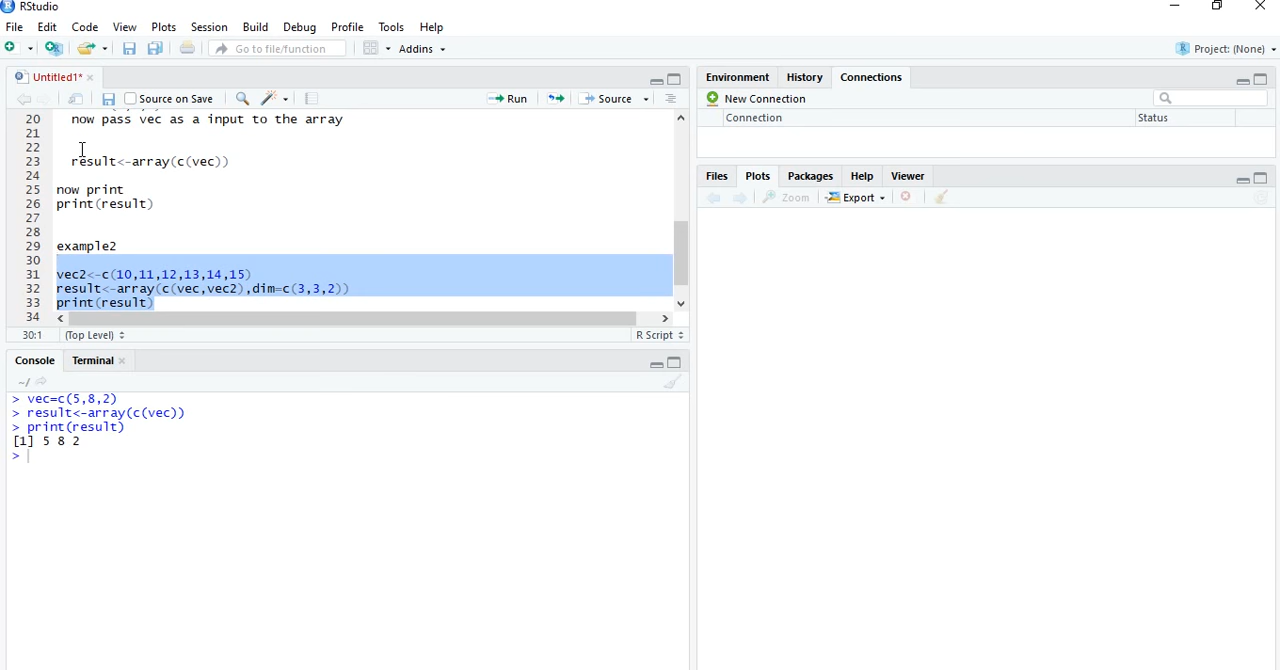 RStudio
File Edit Code View Plots Session Build Debug Profile Tools Help
Go to file/function Addins Project: (None)
Untitled1*
Source on Save Run Source
20 now pass vec as a input to the array
21
22
23 result<-array(c(vec))
24
25 now print
26 print(result)
27
28
29 example2
30
31 vec2<-c(10,11,12,13,14,15)
32 result<-array(c(vec,vec2),dim=c(3,3,2))
33 print(result)
34
30:1 (Top Level) R Script
Console Terminal
~/
> vec=c(5,8,2)
> result<-array(c(vec))
> print(result)
[1] 5 8 2
>
Environment History Connections
New Connection
Connection Status
Files Plots Packages Help Viewer
Zoom Export